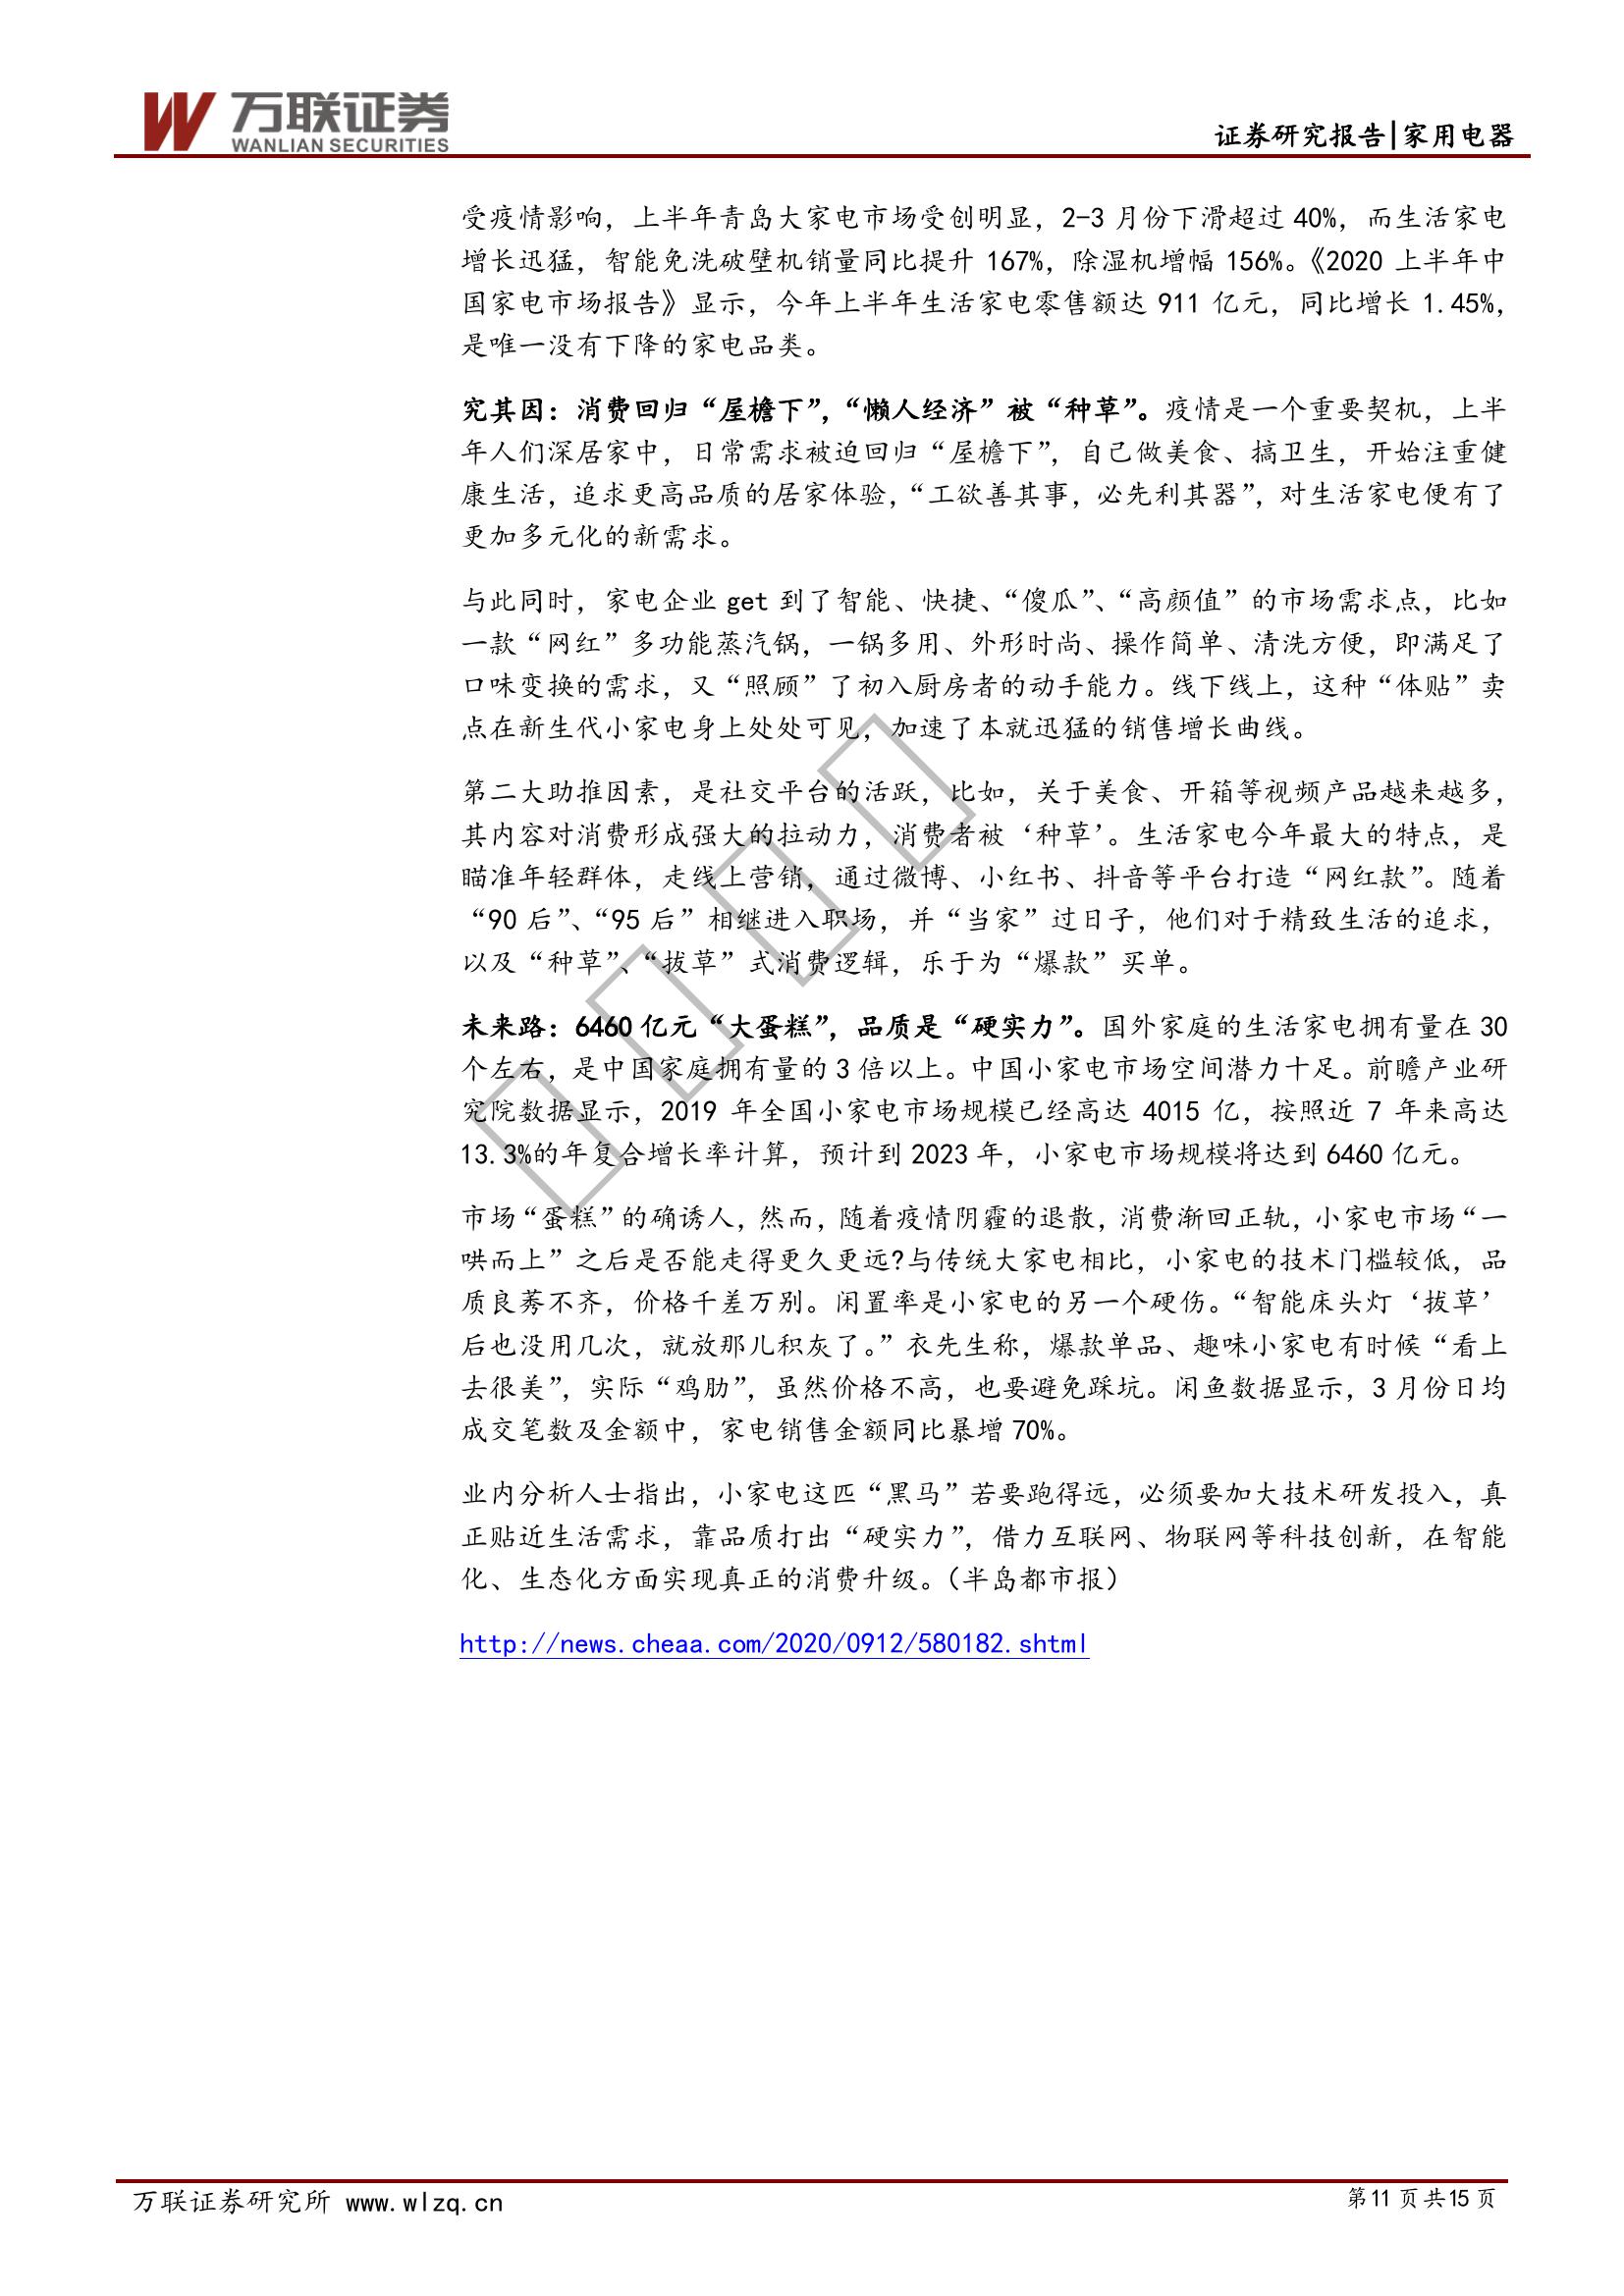 万联证券
WANLIAN SECURITIES
证券研究报告|家用电器
受疫情影响，上半年青岛大家电市场受创明显，2-3 月份下滑超过 40%，而生活家电
增长迅猛，智能免洗破壁机销量同比提升 167%，除湿机增幅 156%。《2020 上半年中
国家电市场报告》显示，今年上半年生活家电零售额达 911 亿元，同比增长 1.45%，
是唯一没有下降的家电品类。
究其因：消费回归“屋檐下”，“懒人经济”被“种草”。疫情是一个重要契机，上半
年人们深居家中，日常需求被迫回归“屋檐下”，自己做美食、搞卫生，开始注重健
康生活，追求更高品质的居家体验，“工欲善其事，必先利其器”，对生活家电便有了
更加多元化的新需求。
与此同时，家电企业 get 到了智能、快捷、“傻瓜”、“高颜值”的市场需求点，比如
一款“网红”多功能蒸汽锅，一锅多用、外形时尚、操作简单、清洗方便，即满足了
口味变换的需求，又“照顾”了初入厨房者的动手能力。线下线上，这种“体贴”卖
点在新生代小家电身上处处可见，加速了本就迅猛的销售增长曲线。
第二大助推因素，是社交平台的活跃，比如，关于美食、开箱等视频产品越来越多，
其内容对消费形成强大的拉动力，消费者被‘种草’。生活家电今年最大的特点，是
瞄准年轻群体，走线上营销，通过微博、小红书、抖音等平台打造“网红款”。随着
“90 后”、“95 后”相继进入职场，并“当家”过日子，他们对于精致生活的追求，
以及“种草”、“拔草”式消费逻辑，乐于为“爆款”买单。
未来路：6460 亿元“大蛋糕”，品质是“硬实力”。国外家庭的生活家电拥有量在 30
个左右，是中国家庭拥有量的 3 倍以上。中国小家电市场空间潜力十足。前瞻产业研
究院数据显示，2019 年全国小家电市场规模已经高达 4015 亿，按照近 7 年来高达
13.3%的年复合增长率计算，预计到 2023 年，小家电市场规模将达到 6460 亿元。
市场“蛋糕”的确诱人，然而，随着疫情阴霾的退散，消费渐回正轨，小家电市场“一
哄而上”之后是否能走得更久更远?与传统大家电相比，小家电的技术门槛较低，品
质良莠不齐，价格千差万别。闲置率是小家电的另一个硬伤。“智能床头灯‘拔草’
后也没用几次，就放那儿积灰了。”衣先生称，爆款单品、趣味小家电有时候“看上
去很美”，实际“鸡肋”，虽然价格不高，也要避免踩坑。闲鱼数据显示，3 月份日均
成交笔数及金额中，家电销售金额同比暴增 70%。
业内分析人士指出，小家电这匹“黑马”若要跑得远，必须要加大技术研发投入，真
正贴近生活需求，靠品质打出“硬实力”，借力互联网、物联网等科技创新，在智能
化、生态化方面实现真正的消费升级。（半岛都市报）
http://news.cheaa.com/2020/0912/580182.shtml
万联证券研究所 www.wlzq.cn
第11 页 共15 页